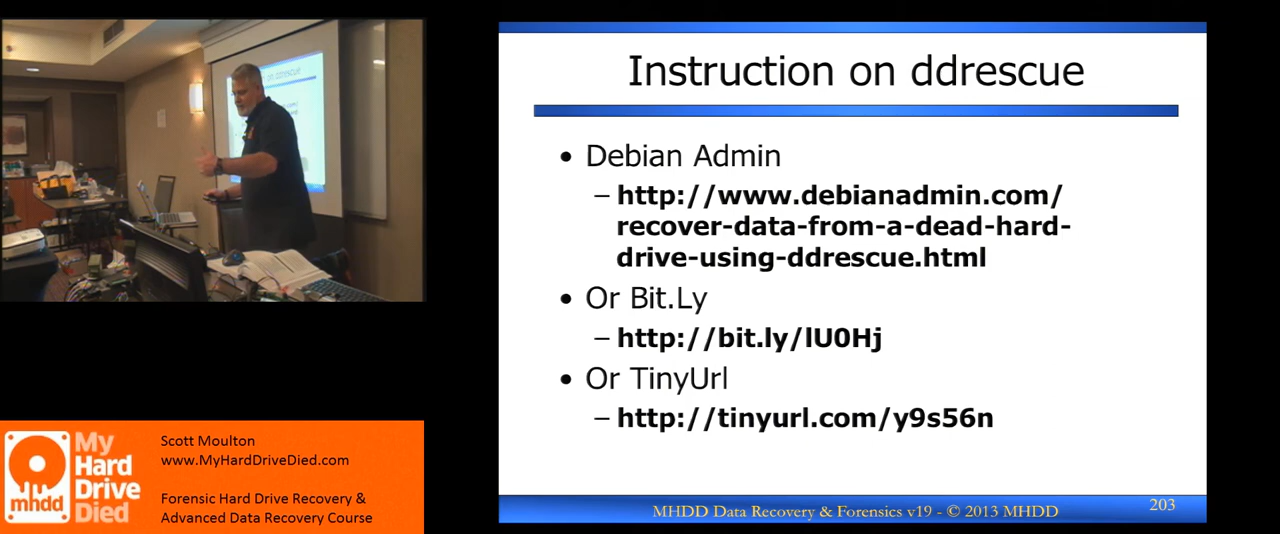 Instruction on ddrescue
• Debian Admin
– http://www.debianadmin.com/
recover-data-from-a-dead-hard-
drive-using-ddrescue.html
• Or Bit.Ly
– http://bit.ly/lU0Hj
• Or TinyUrl
– http://tinyurl.com/y9s56n
MHDD Data Recovery & Forensics v19 - © 2013 MHDD
203
mhdd
My
Hard
Drive
Died
Scott Moulton
www.MyHardDriveDied.com
Forensic Hard Drive Recovery &
Advanced Data Recovery Course